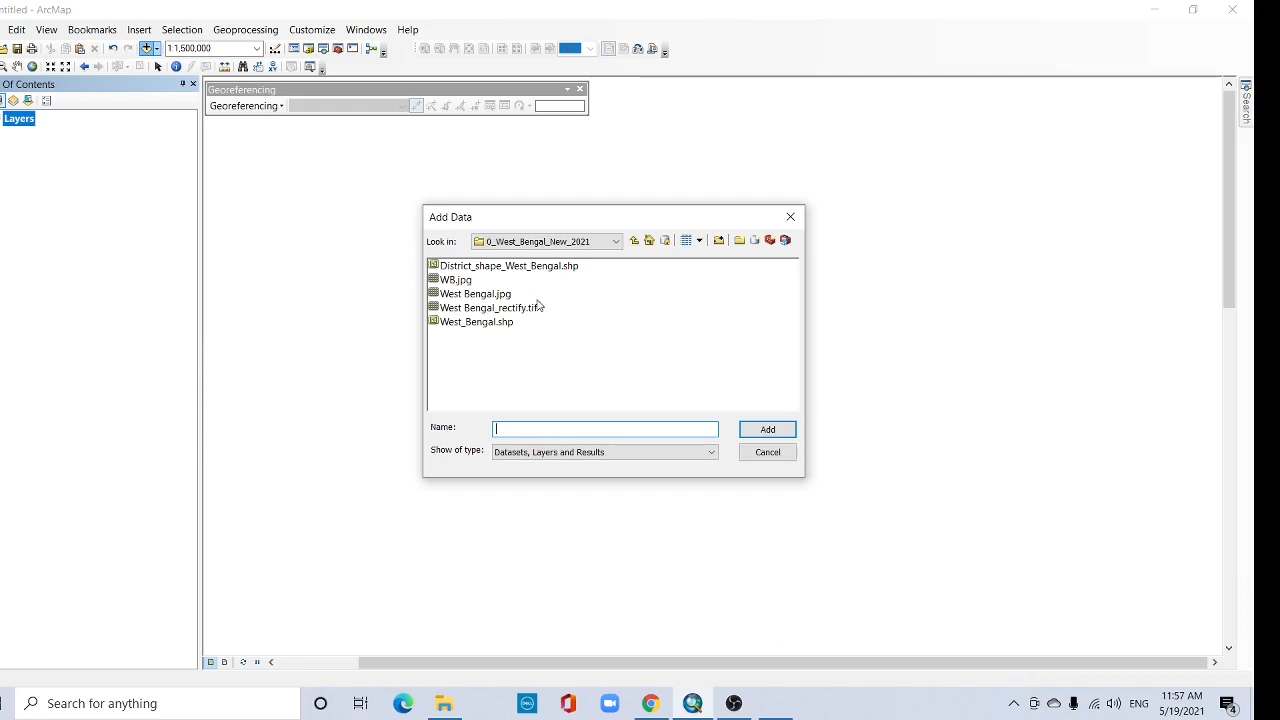 ntitled - ArcMap
Edit View Bookmarks Insert Selection Geoprocessing Customize Windows Help
1:1,500,000
Of Contents
Layers
Georeferencing
Georeferencing
Search
Add Data
Look in: 0_West_Bengal_New_2021
District_shape_West_Bengal.shp
WB.jpg
West Bengal.jpg
West Bengal_rectify.tif
West_Bengal.shp
Name: Add
Show of type: Datasets, Layers and Results Cancel
Search for anything
ENG
11:57 AM
5/19/2021
4